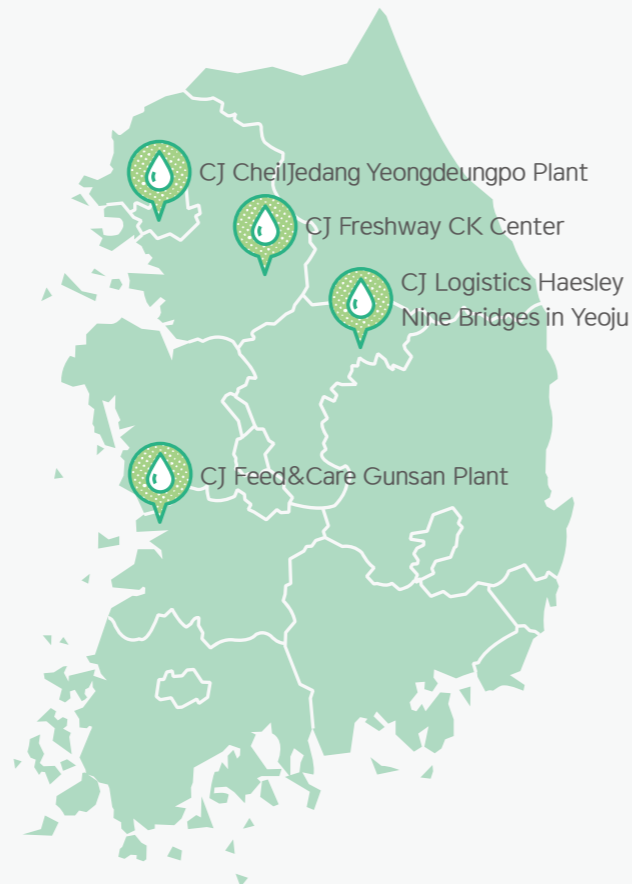 CJ CheilJedang Yeongdeungpo Plant
CJ Freshway CK Center
CJ Logistics Haesley
Nine Bridges in Yeoju
CJ Feed&Care Gunsan Plant